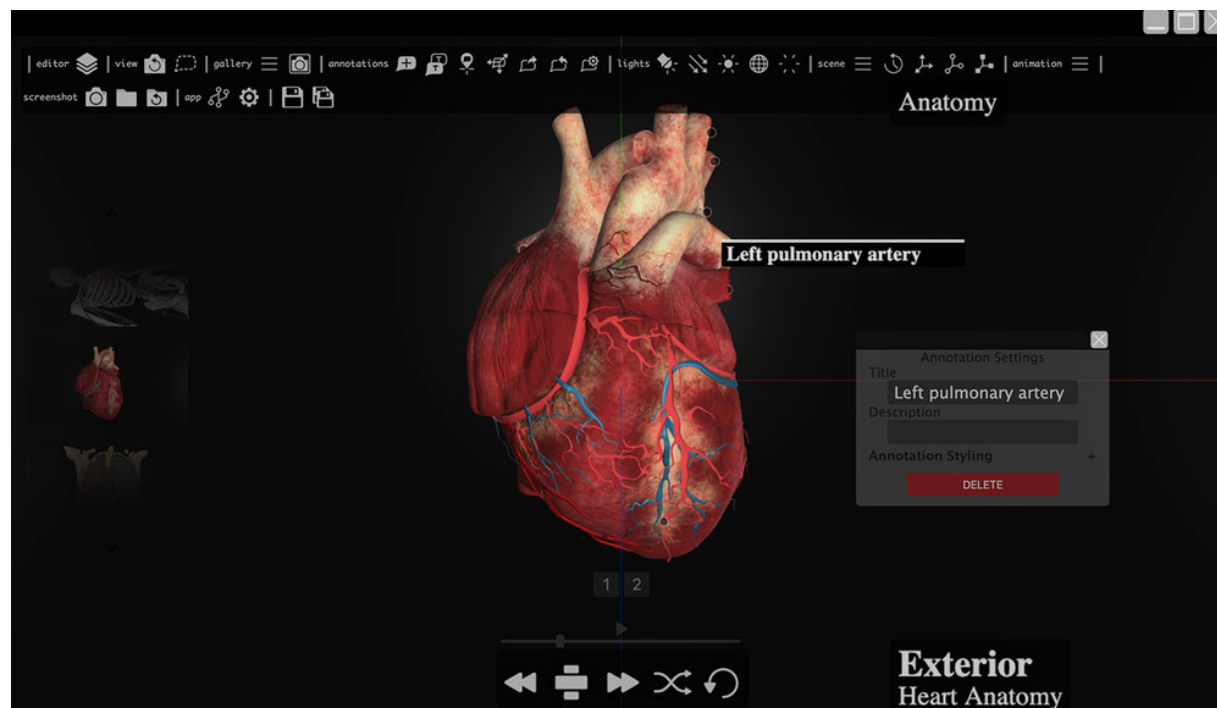 | editor | view | gallery | annotations | lights | scene | animation |
screenshot | app |
Anatomy
Left pulmonary artery
Annotation Settings
Title
Left pulmonary artery
Description
Annotation Styling +
DELETE
1 2
Exterior
Heart Anatomy